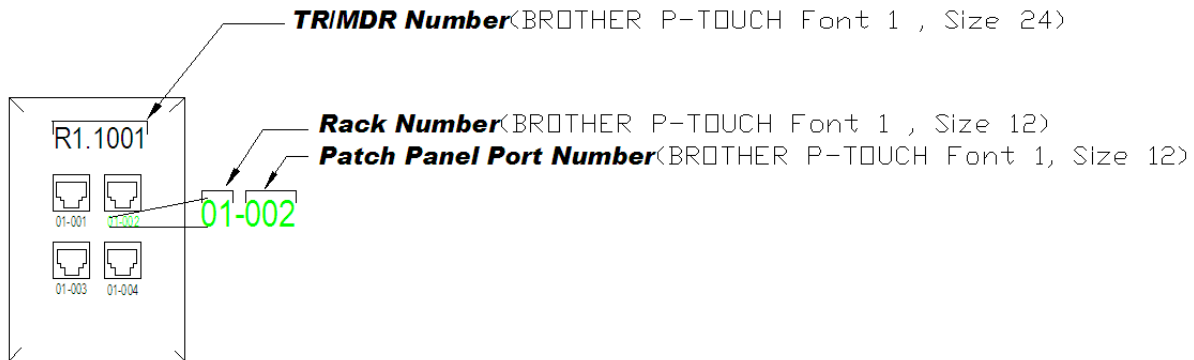 TR/MDR Number(BROTHER P-TOUCH Font 1 , Size 24)
R1.1001
Rack Number(BROTHER P-TOUCH Font 1 , Size 12)
Patch Panel Port Number(BROTHER P-TOUCH Font 1, Size 12)
01-001 01-002
01-002
01-003 01-004